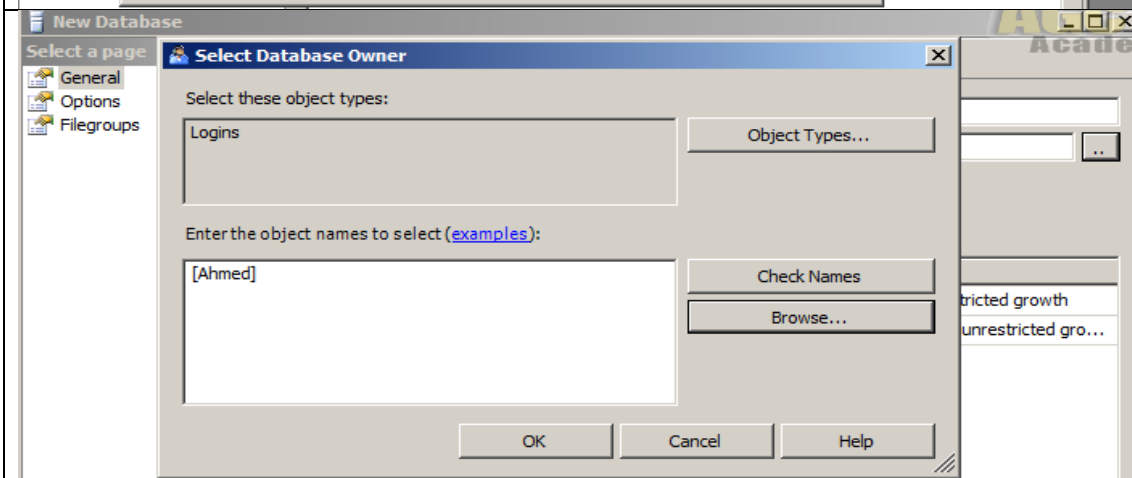 New Database
Select a page
General
Options
Filegroups
Select Database Owner
Select these object types:
Logins
Object Types...
Enter the object names to select (examples):
[Ahmed]
Check Names
Browse...
OK
Cancel
Help
..
tricted growth
unrestricted gro...
Acade